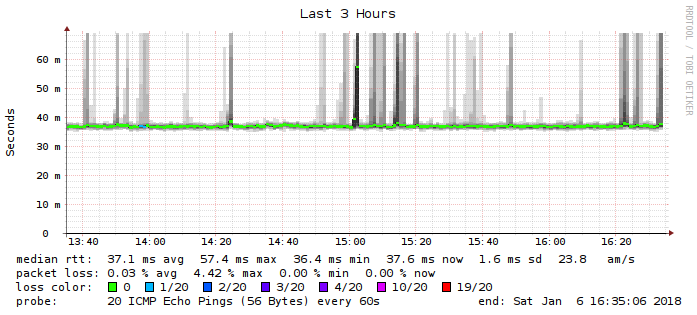 Last 3 Hours
RRDTOOL / TOBI OETIKER
Seconds
60 m
50 m
40 m
30 m
20 m
10 m
0
13:40 14:00 14:20 14:40 15:00 15:20 15:40 16:00 16:20
median rtt: 37.1 ms avg 57.4 ms max 36.4 ms min 37.6 ms now 1.6 ms sd 23.8 am/s
packet loss: 0.03 % avg 4.42 % max 0.00 % min 0.00 % now
loss color: 0 1/20 2/20 3/20 4/20 10/20 19/20
probe: 20 ICMP Echo Pings (56 Bytes) every 60s end: Sat Jan 6 16:35:06 2018